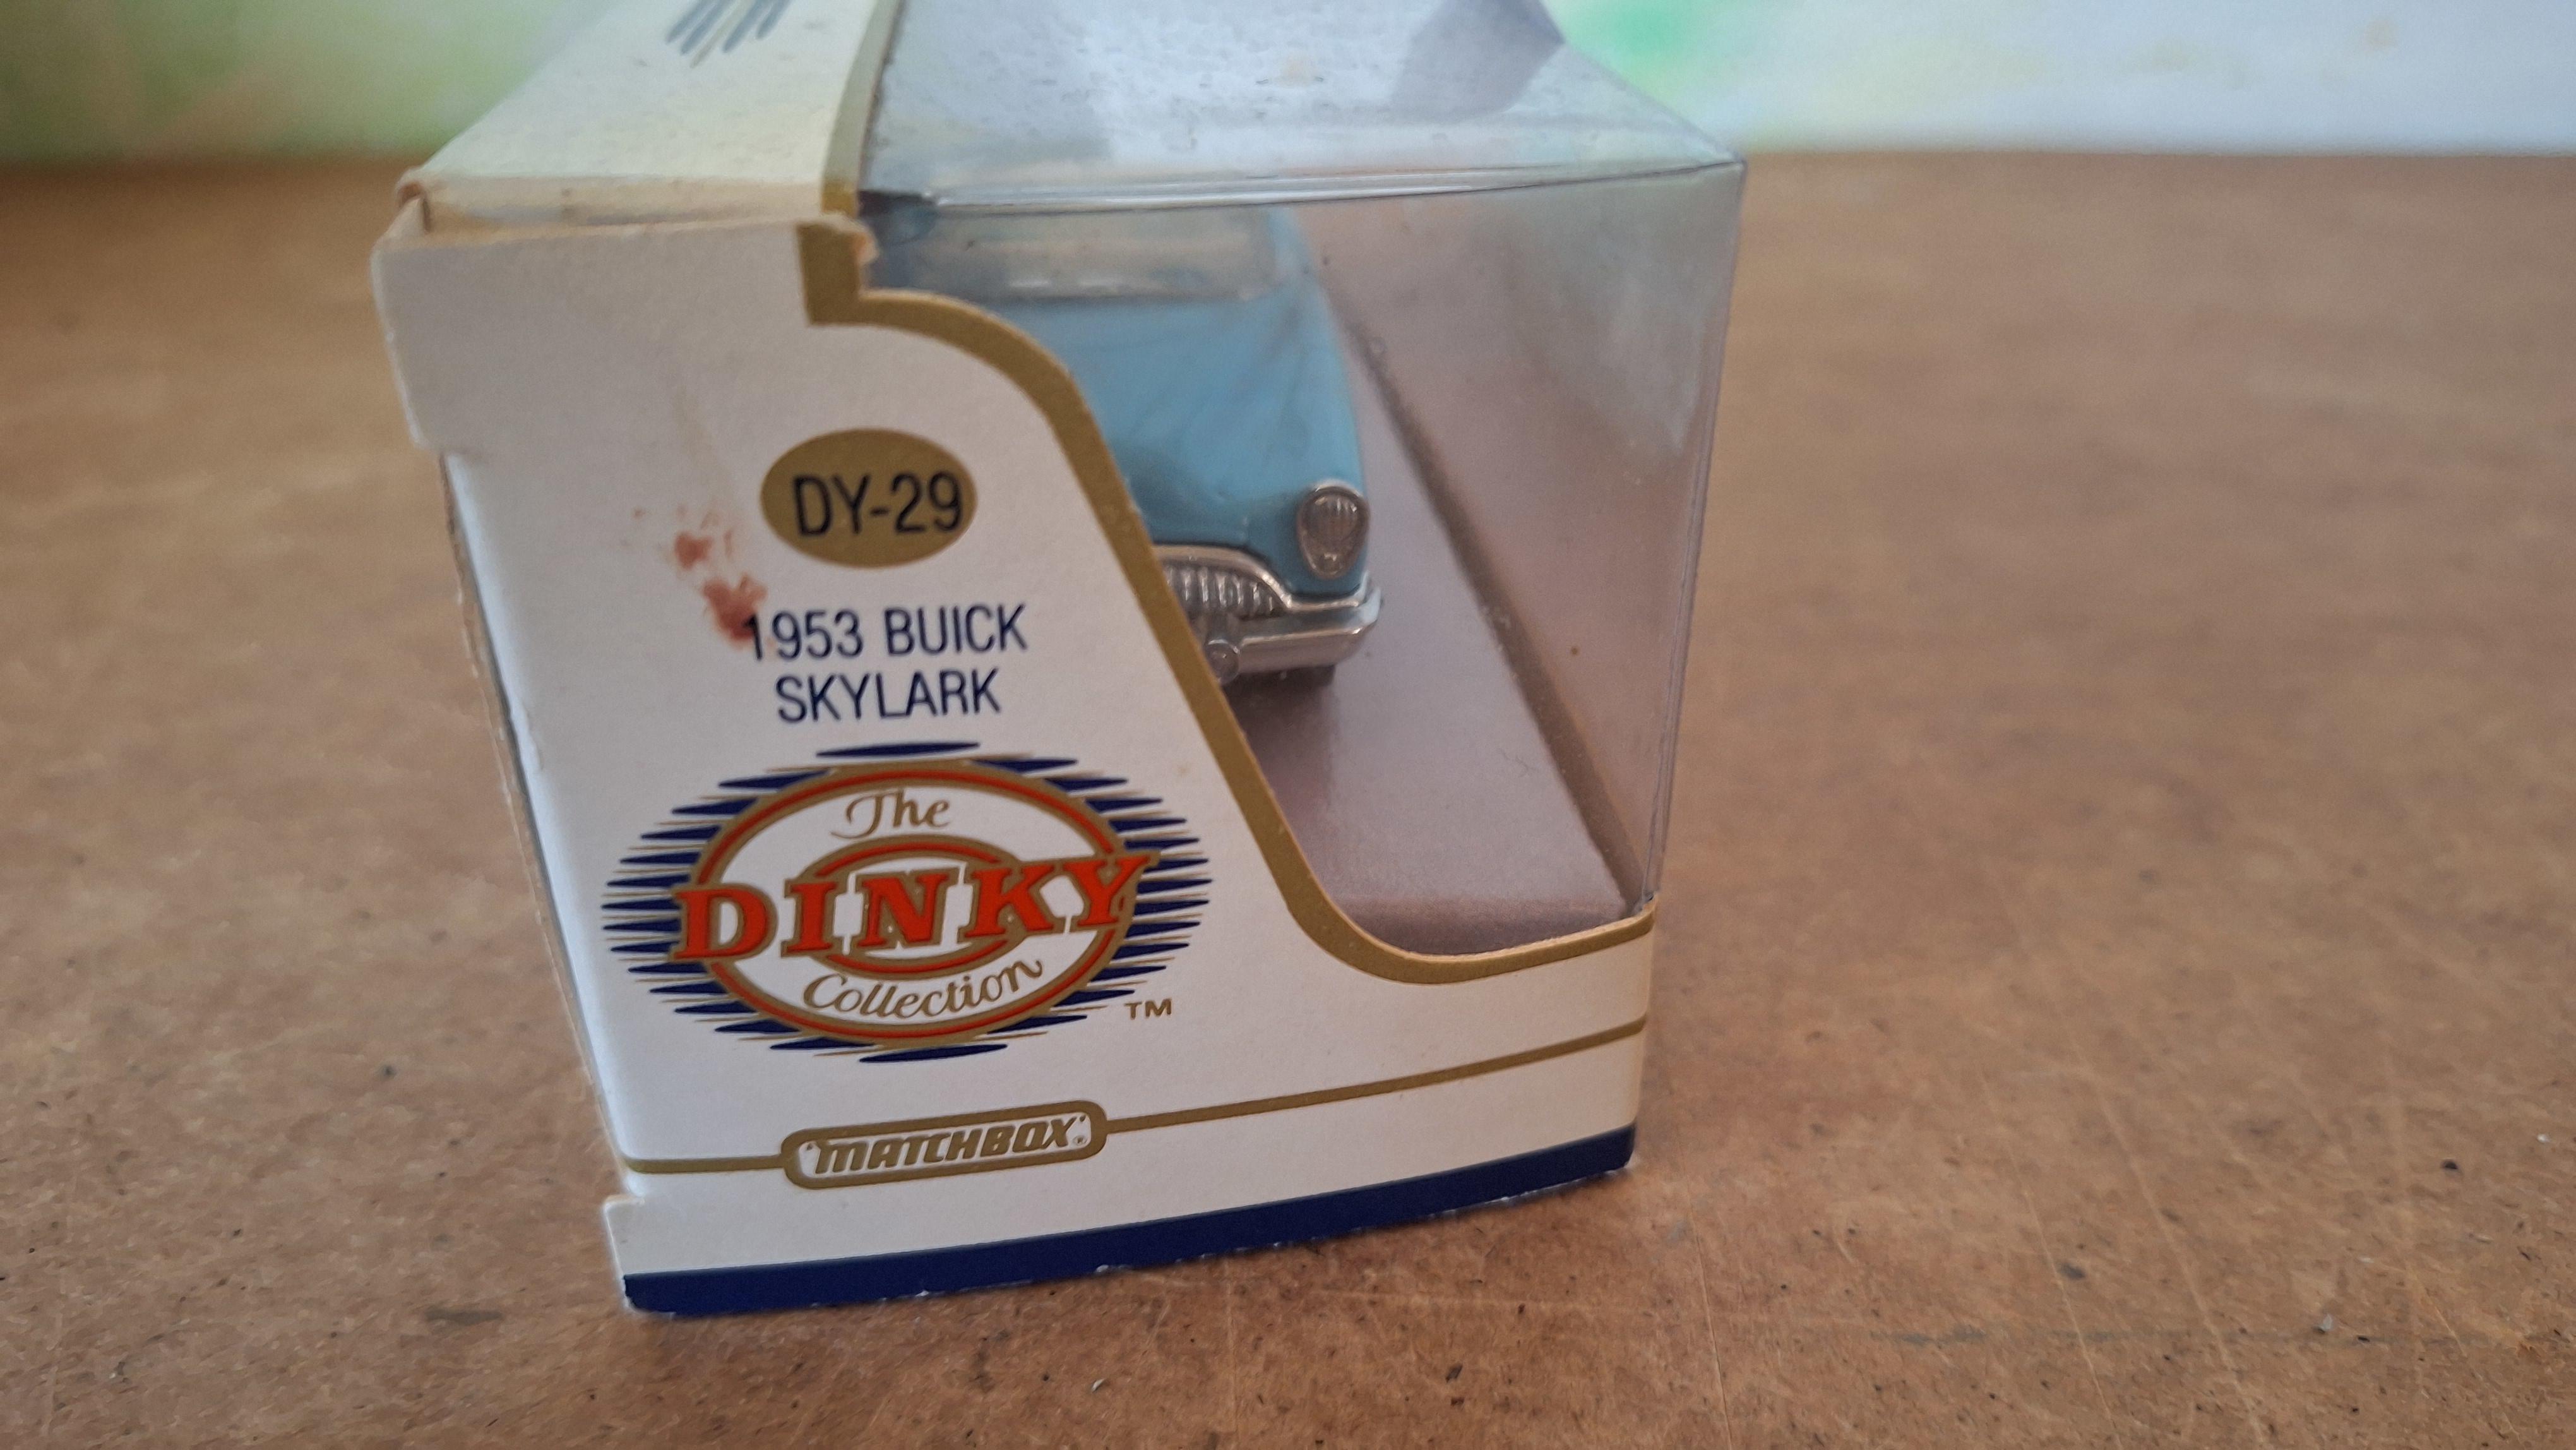 DY-29
1953 BUICK
SKYLARK
The
DINKY
Collection
TM
"MATCHBOX"®